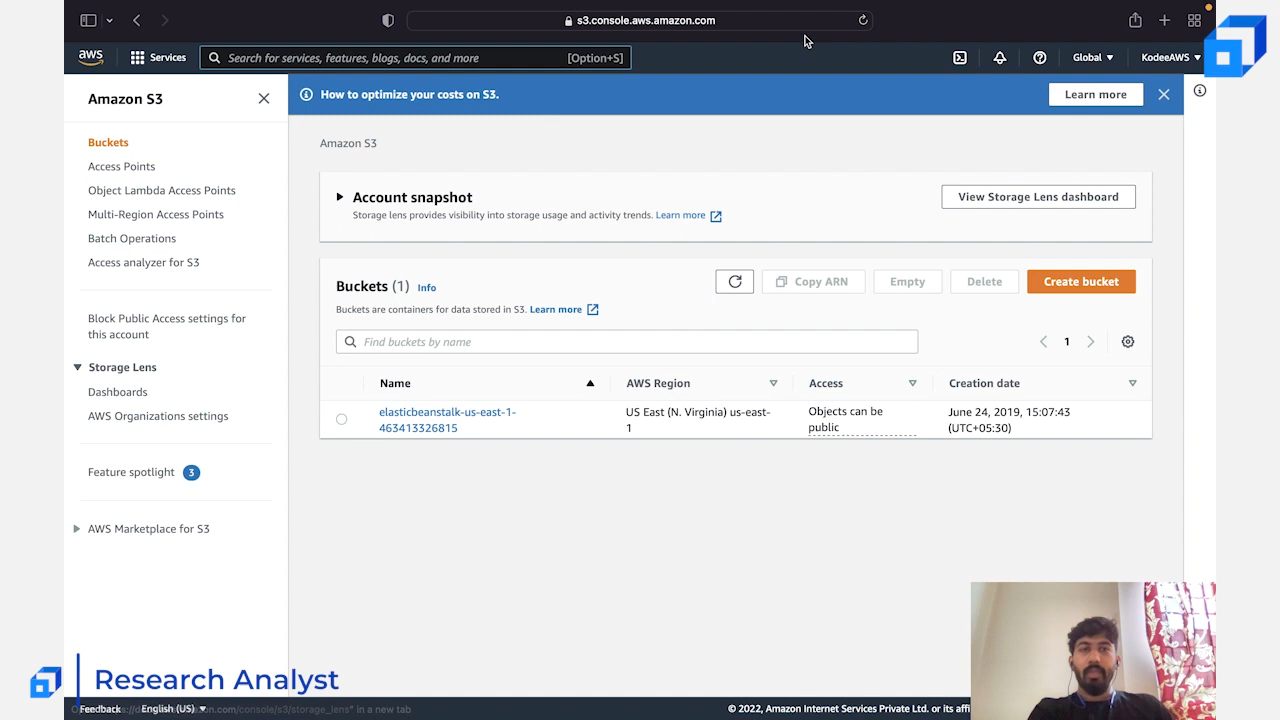 s3.console.aws.amazon.com
aws
Services
Search for services, features, blogs, docs, and more
[Option+S]
Global
KodeeAWS
Amazon S3
How to optimize your costs on S3.
Learn more
Buckets
Access Points
Object Lambda Access Points
Multi-Region Access Points
Batch Operations
Access analyzer for S3
Block Public Access settings for
this account
Storage Lens
Dashboards
AWS Organizations settings
Feature spotlight 3
AWS Marketplace for S3
Amazon S3
Account snapshot
Storage lens provides visibility into storage usage and activity trends. Learn more
View Storage Lens dashboard
Buckets (1) Info
Copy ARN
Empty
Delete
Create bucket
Buckets are containers for data stored in S3. Learn more
Find buckets by name
1
Name
AWS Region
Access
Creation date
elasticbeanstalk-us-east-1-
463413326815
US East (N. Virginia) us-east-
1
Objects can be
public
June 24, 2019, 15:07:43
(UTC+05:30)
Research Analyst
Feedback
English (US)
amazon.com/console/s3/storage_lens" in a new tab
© 2022, Amazon Internet Services Private Ltd. or its affi